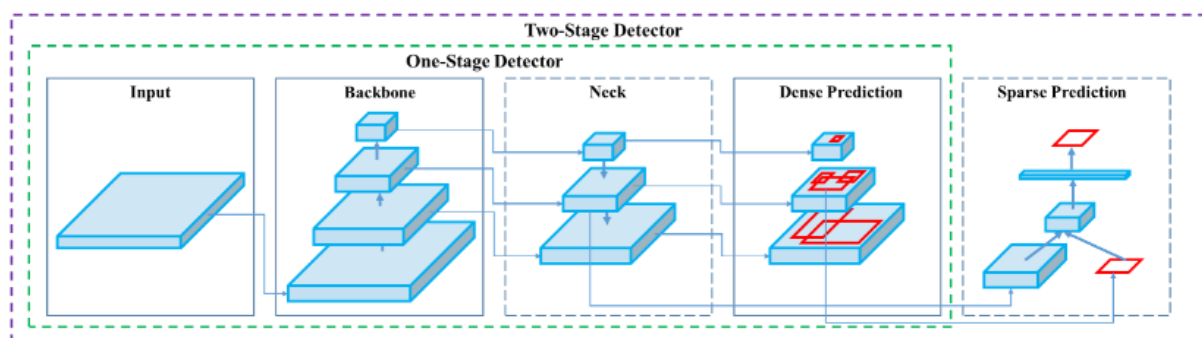 Two-Stage Detector
One-Stage Detector
Input
Backbone
Neck
Dense Prediction
Sparse Prediction